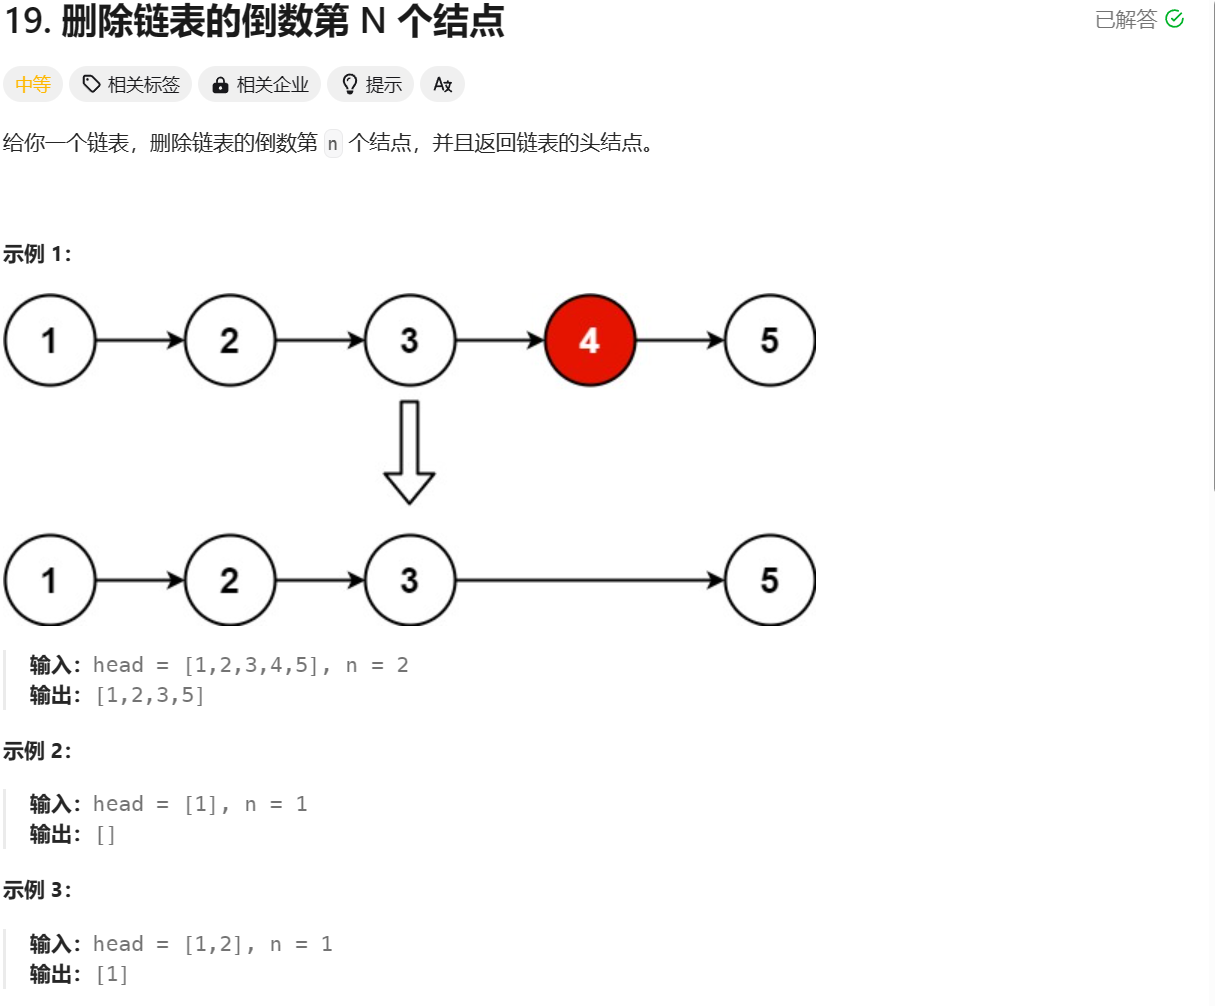 19. 删除链表的倒数第 N 个结点
已解答
中等 相关标签 相关企业 提示 A文
给你一个链表，删除链表的倒数第 n 个结点，并且返回链表的头结点。
示例 1：
1 2 3 4 5
1 2 3 5
输入：head = [1,2,3,4,5], n = 2
输出：[1,2,3,5]
示例 2：
输入：head = [1], n = 1
输出：[]
示例 3：
输入：head = [1,2], n = 1
输出：[1]